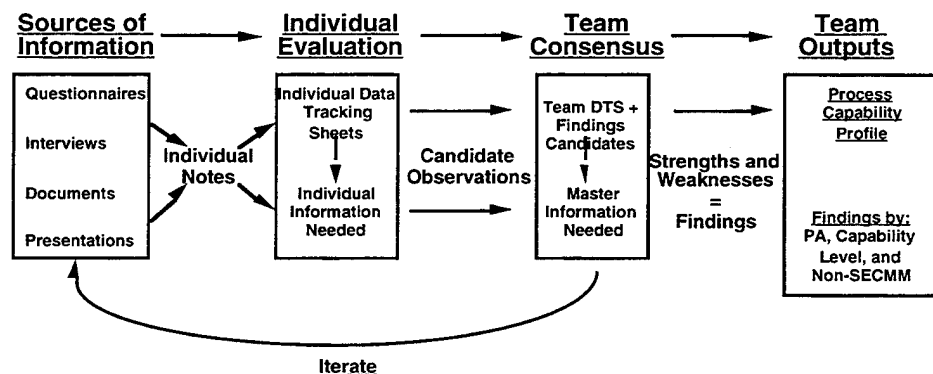 Sources of
Information
Individual
Evaluation
Team
Consensus
Team
Outputs
Questionnaires
Interviews
Documents
Presentations
Individual
Notes
Individual Data
Tracking
Sheets
Individual
Information
Needed
Candidate
Observations
Team DTS +
Findings
Candidates
Master
Information
Needed
Strengths and
Weaknesses
=
Findings
Process
Capability
Profile
Findings by:
PA, Capability
Level, and
Non-SECMM
Iterate